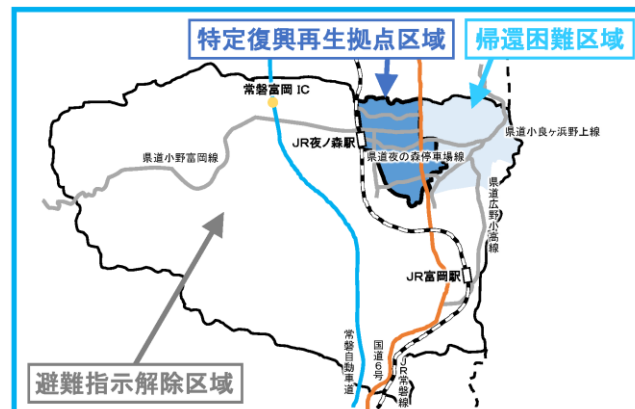 特定復興再生拠点区域
帰還困難区域
常磐富岡 IC
県道小良ヶ浜野上線
JR夜ノ森駅
県道夜の森停車場線
県道小野富岡線
県道広野小高線
JR富岡駅
避難指示解除区域
常磐自動車道
国道6号
JR常磐線